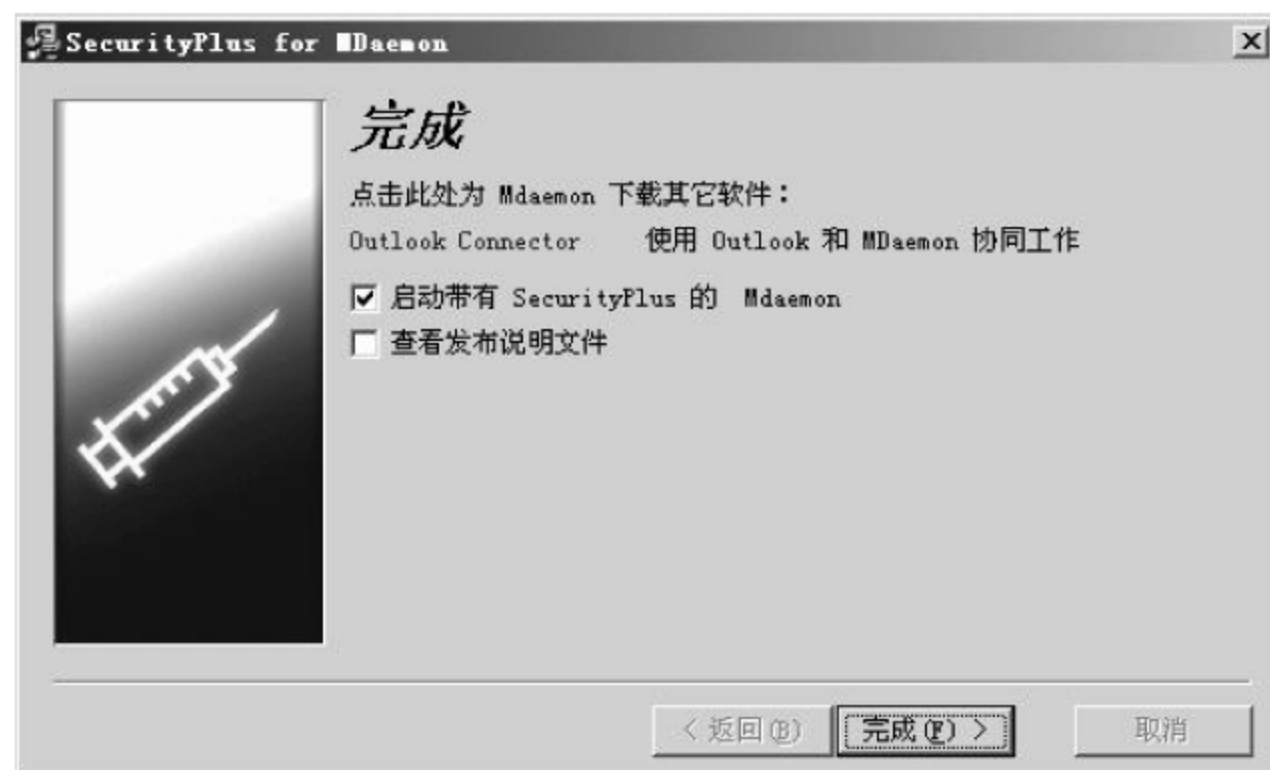 SecurityPlus for MDaemon
完成
点击此处为 Mdaemon 下载其它软件：
Outlook Connector 使用 Outlook 和 MDaemon 协同工作
启动带有 SecurityPlus 的 Mdaemon
查看发布说明文件
< 返回(B) 完成(F) > 取消